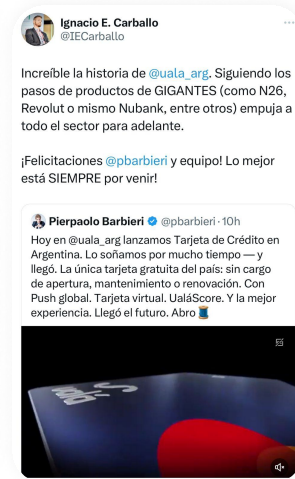 Ignacio E. Carballo
@IECarballo
Increíble la historia de @uala_arg. Siguiendo los
pasos de productos de GIGANTES (como N26,
Revolut o mismo Nubank, entre otros) empuja a
todo el sector para adelante.
¡Felicitaciones @pbarbieri y equipo! Lo mejor
está SIEMPRE por venir!
Pierpaolo Barbieri @pbarbieri · 10h
Hoy en @uala_arg lanzamos Tarjeta de Crédito en
Argentina. Lo soñamos por mucho tiempo — y
llegó. La única tarjeta gratuita del país: sin cargo
de apertura, mantenimiento o renovación. Con
Push global. Tarjeta virtual. UaláScore. Y la mejor
experiencia. Llegó el futuro. Abro 🧵
ualá